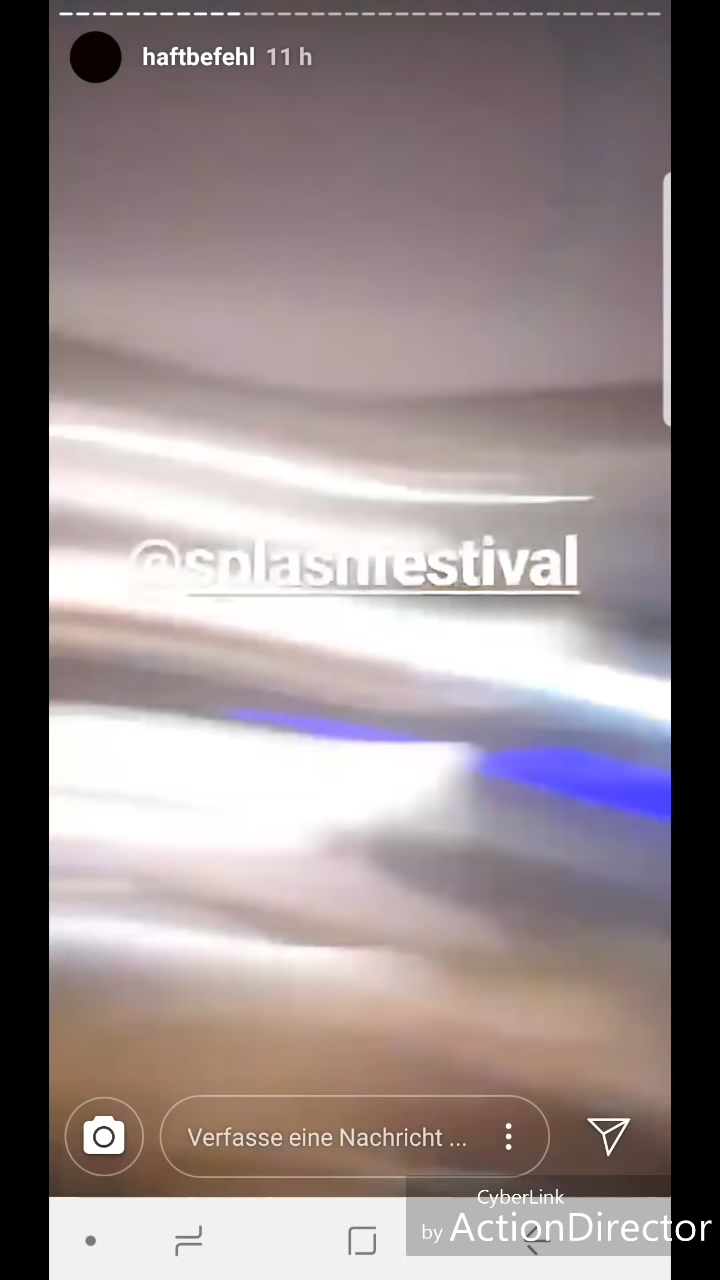 haftbefehl 11 h
@splashfestival
Verfasse eine Nachricht ...
CyberLink
by ActionDirector